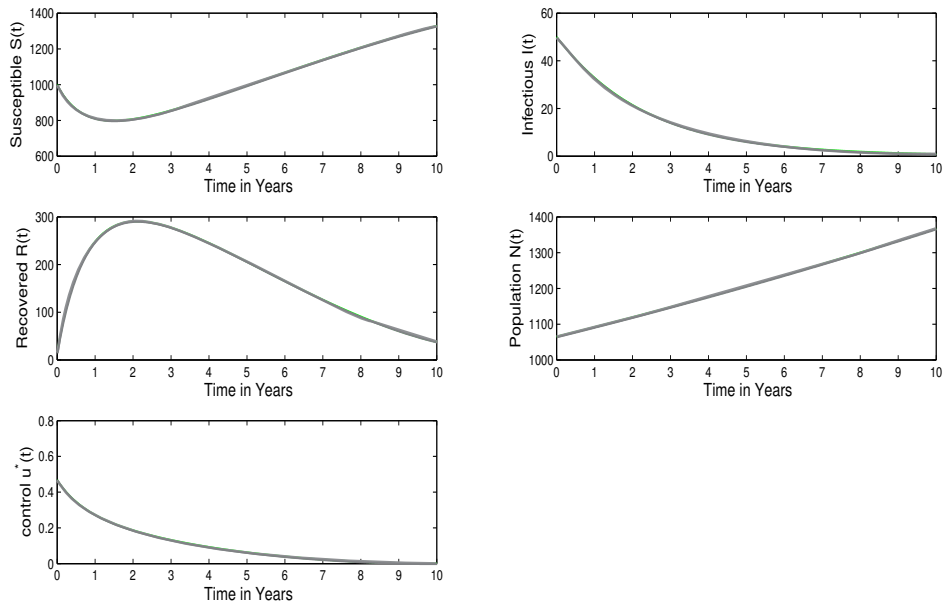 1400
1200
1000
800
600
Susceptible S(t)
0 1 2 3 4 5 6 7 8 9 10
Time in Years
60
40
20
0
Infectious I(t)
0 1 2 3 4 5 6 7 8 9 10
Time in Years
300
200
100
0
Recovered R(t)
0 1 2 3 4 5 6 7 8 9 10
Time in Years
1400
1300
1200
1100
1000
Population N(t)
0 1 2 3 4 5 6 7 8 9 10
Time in Years
0.8
0.6
0.4
0.2
0
control u*(t)
0 1 2 3 4 5 6 7 8 9 10
Time in Years